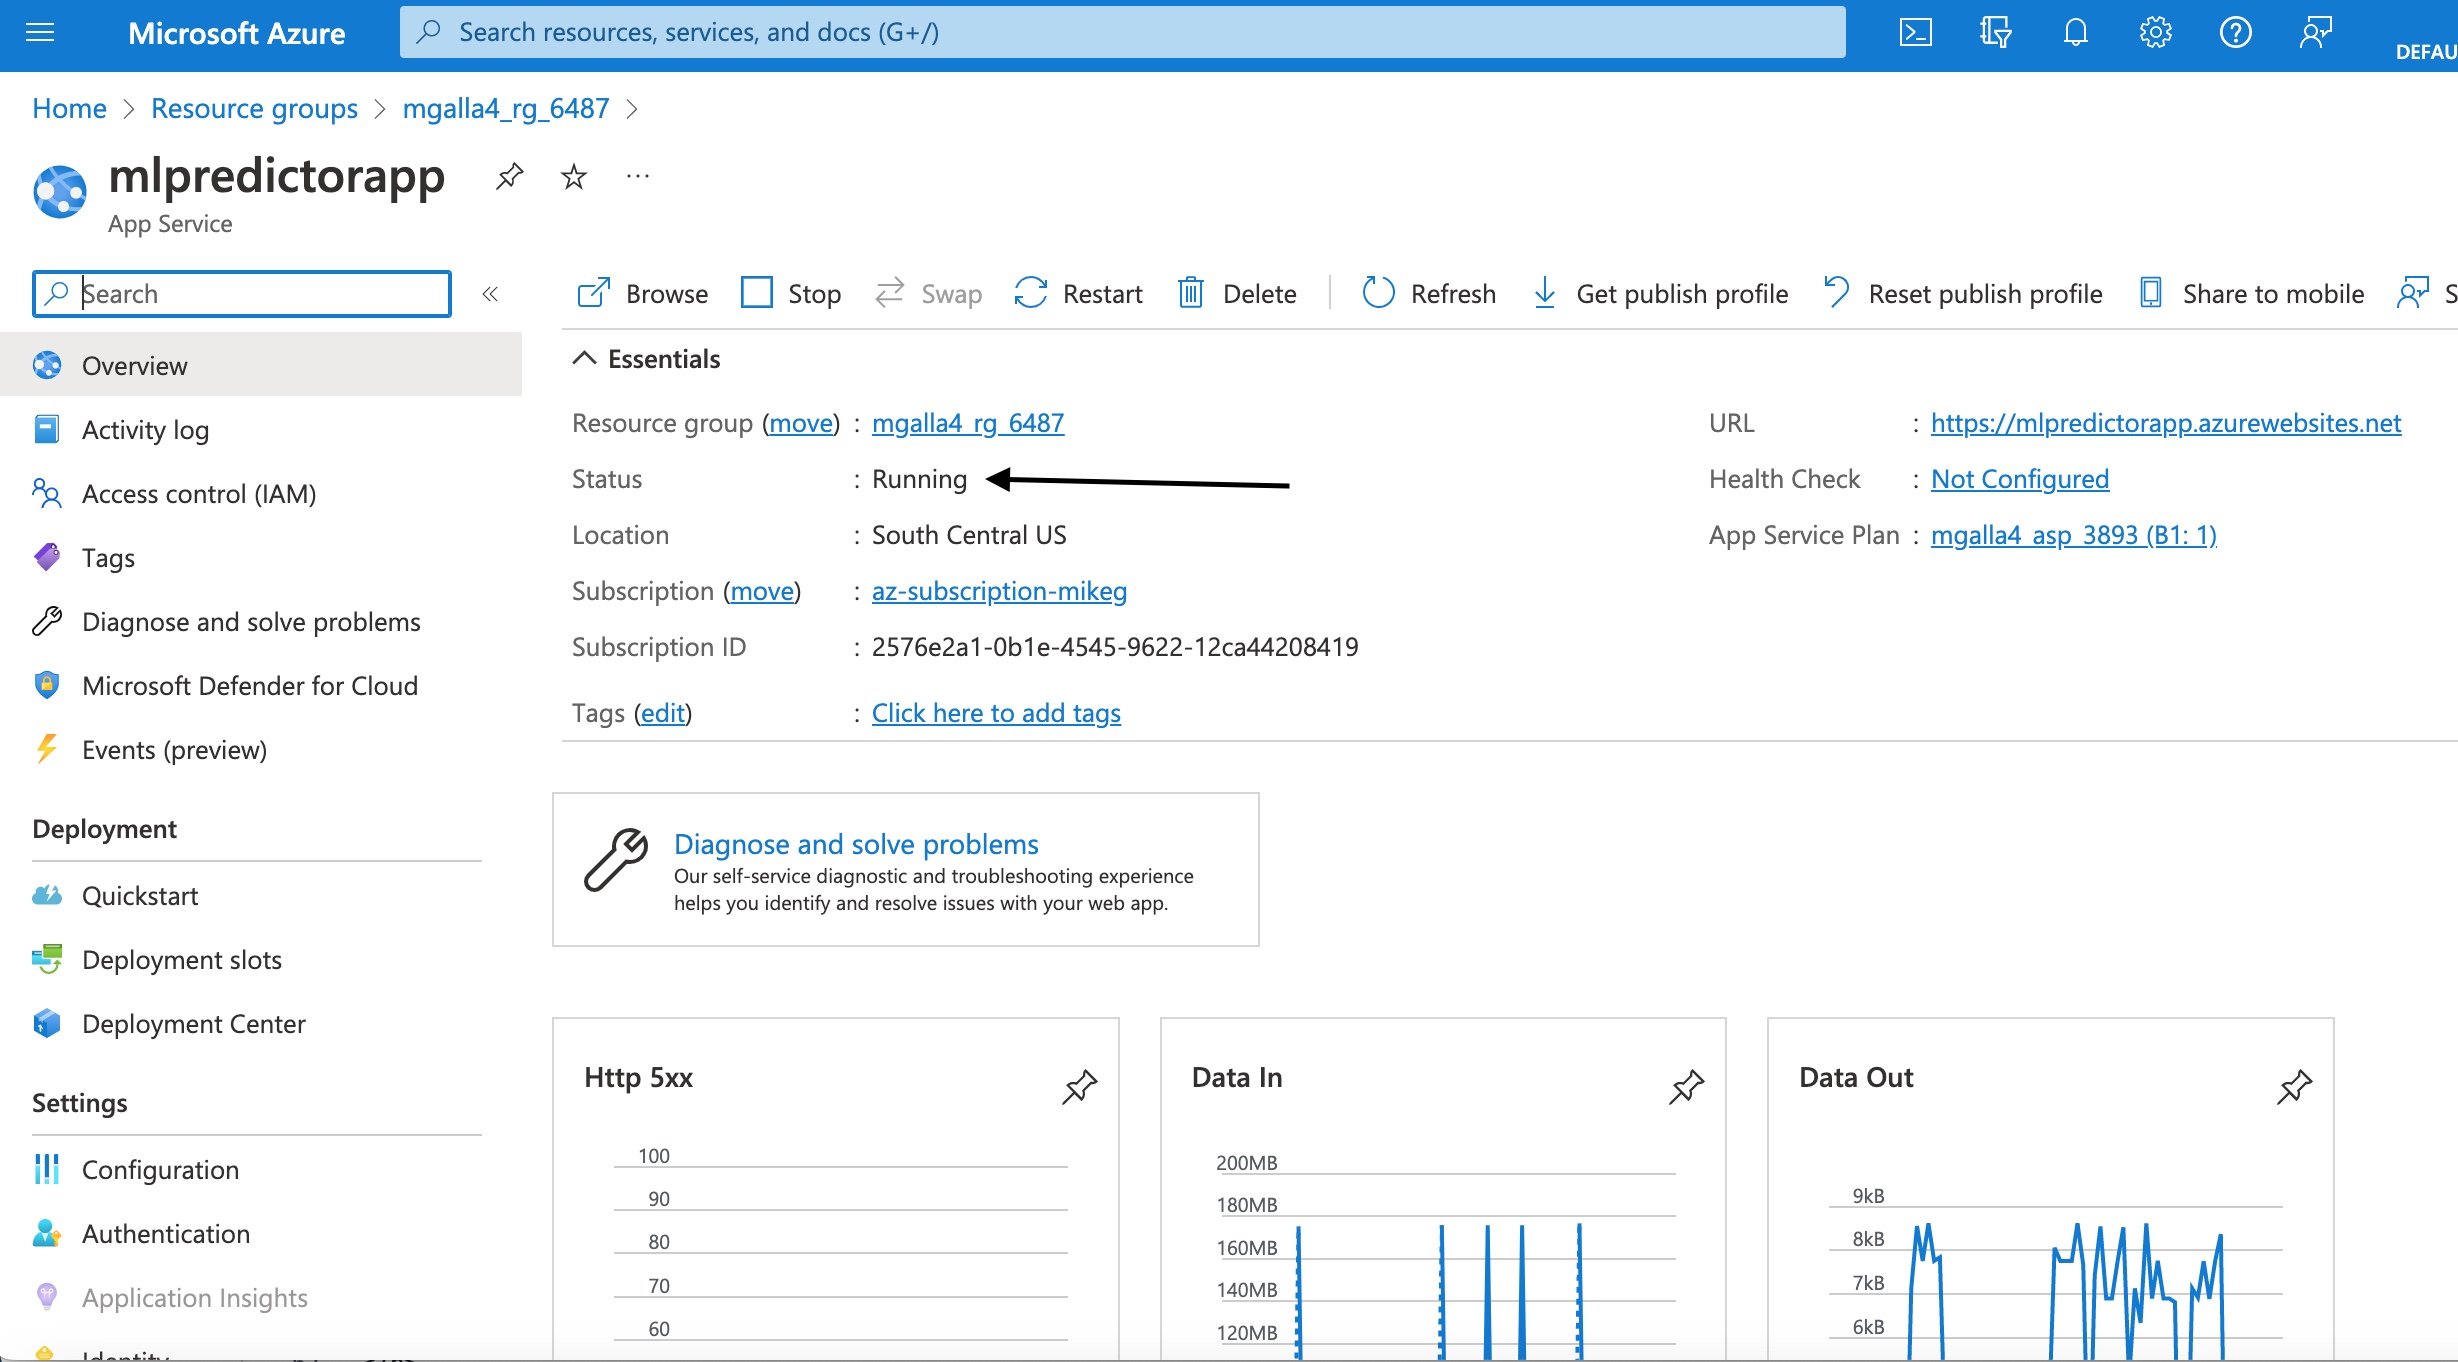 Microsoft Azure
Search resources, services, and docs (G+/)
DEFAU
Home > Resource groups > mgalla4_rg_6487 >
mlpredictorapp
App Service
Search
«
Browse Stop Swap Restart Delete Refresh Get publish profile Reset publish profile Share to mobile S
Overview
Activity log
Access control (IAM)
Tags
Diagnose and solve problems
Microsoft Defender for Cloud
Events (preview)
Deployment
Quickstart
Deployment slots
Deployment Center
Settings
Configuration
Authentication
Application Insights
Identity
Essentials
Resource group (move) : mgalla4_rg_6487
Status : Running
Location : South Central US
Subscription (move) : az-subscription-mikeg
Subscription ID : 2576e2a1-0b1e-4545-9622-12ca44208419
Tags (edit) : Click here to add tags
URL : https://mlpredictorapp.azurewebsites.net
Health Check : Not Configured
App Service Plan : mgalla4_asp_3893 (B1: 1)
Diagnose and solve problems
Our self-service diagnostic and troubleshooting experience
helps you identify and resolve issues with your web app.
Http 5xx
100
90
80
70
60
Data In
200MB
180MB
160MB
140MB
120MB
Data Out
9kB
8kB
7kB
6kB